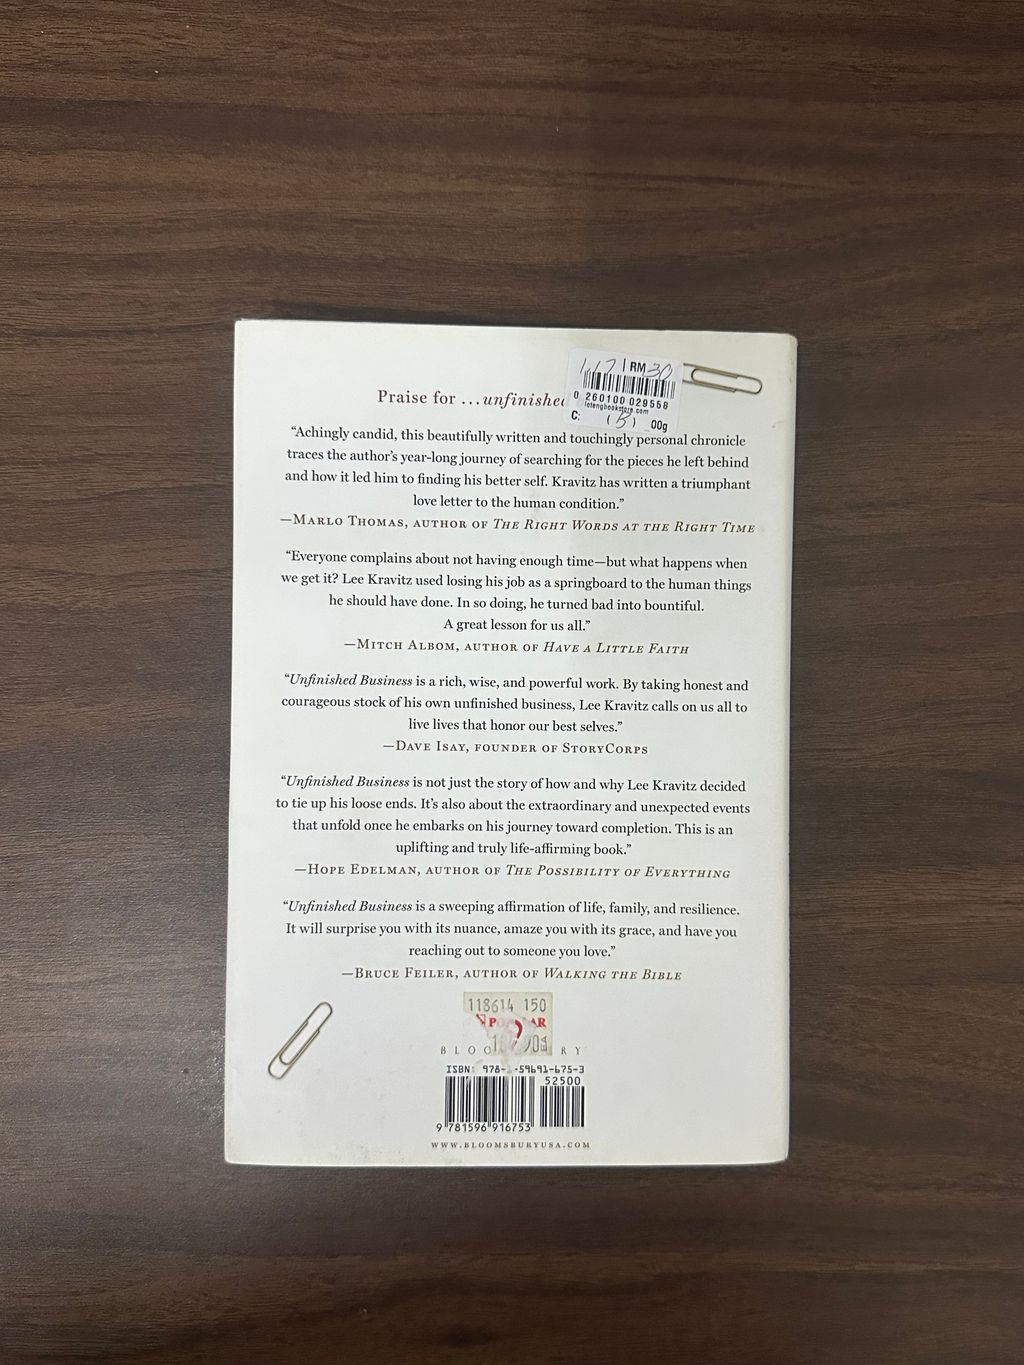 RM 30
0 260100 029558
lotengbookstore.com
C: (B) 00g
Praise for ... unfinished
“Achingly candid, this beautifully written and touchingly personal chronicle
traces the author’s year-long journey of searching for the pieces he left behind
and how it led him to finding his better self. Kravitz has written a triumphant
love letter to the human condition.”
—Marlo Thomas, author of The Right Words at the Right Time
“Everyone complains about not having enough time—but what happens when
we get it? Lee Kravitz used losing his job as a springboard to the human things
he should have done. In so doing, he turned bad into bountiful.
A great lesson for us all.”
—Mitch Albom, author of Have a Little Faith
“Unfinished Business is a rich, wise, and powerful work. By taking honest and
courageous stock of his own unfinished business, Lee Kravitz calls on us all to
live lives that honor our best selves.”
—Dave Isay, founder of StoryCorps
“Unfinished Business is not just the story of how and why Lee Kravitz decided
to tie up his loose ends. It’s also about the extraordinary and unexpected events
that unfold once he embarks on his journey toward completion. This is an
uplifting and truly life-affirming book.”
—Hope Edelman, author of The Possibility of Everything
“Unfinished Business is a sweeping affirmation of life, family, and resilience.
It will surprise you with its nuance, amaze you with its grace, and have you
reaching out to someone you love.”
—Bruce Feiler, author of Walking the Bible
118614 150
ISBN: 978-1-59691-675-3
52500
9 781596 916753
WWW.BLOOMSBURYUSA.COM